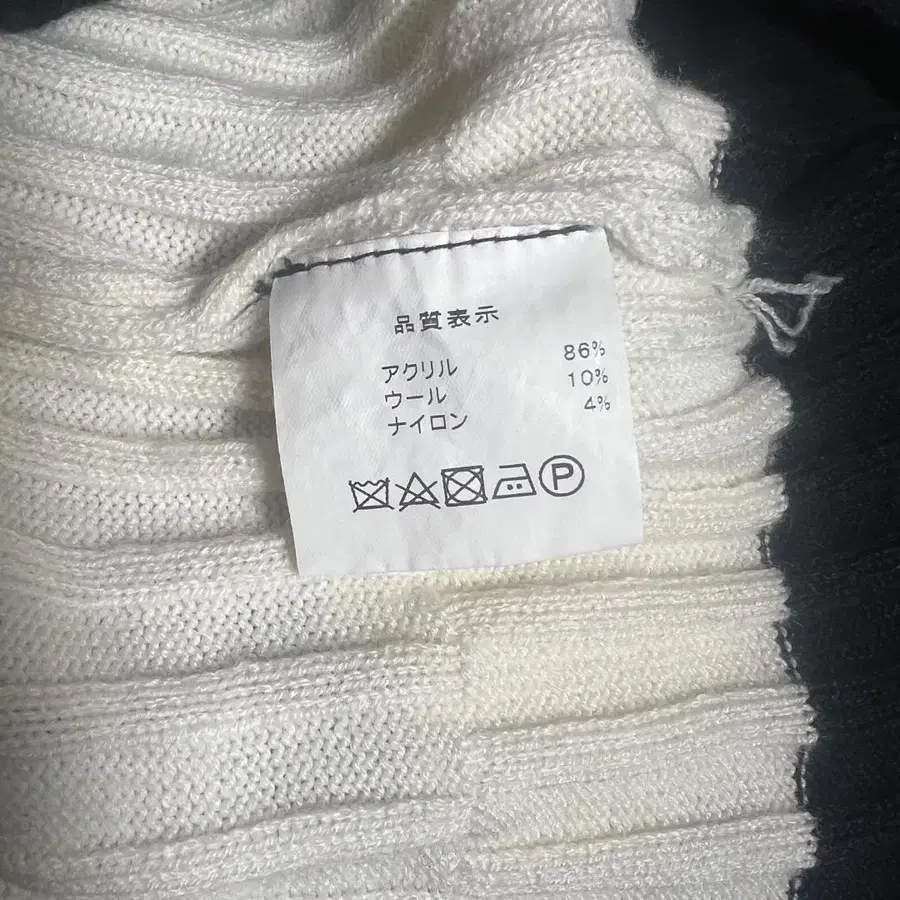 品質表示
アクリル 86%
ウール 10%
ナイロン 4%
P